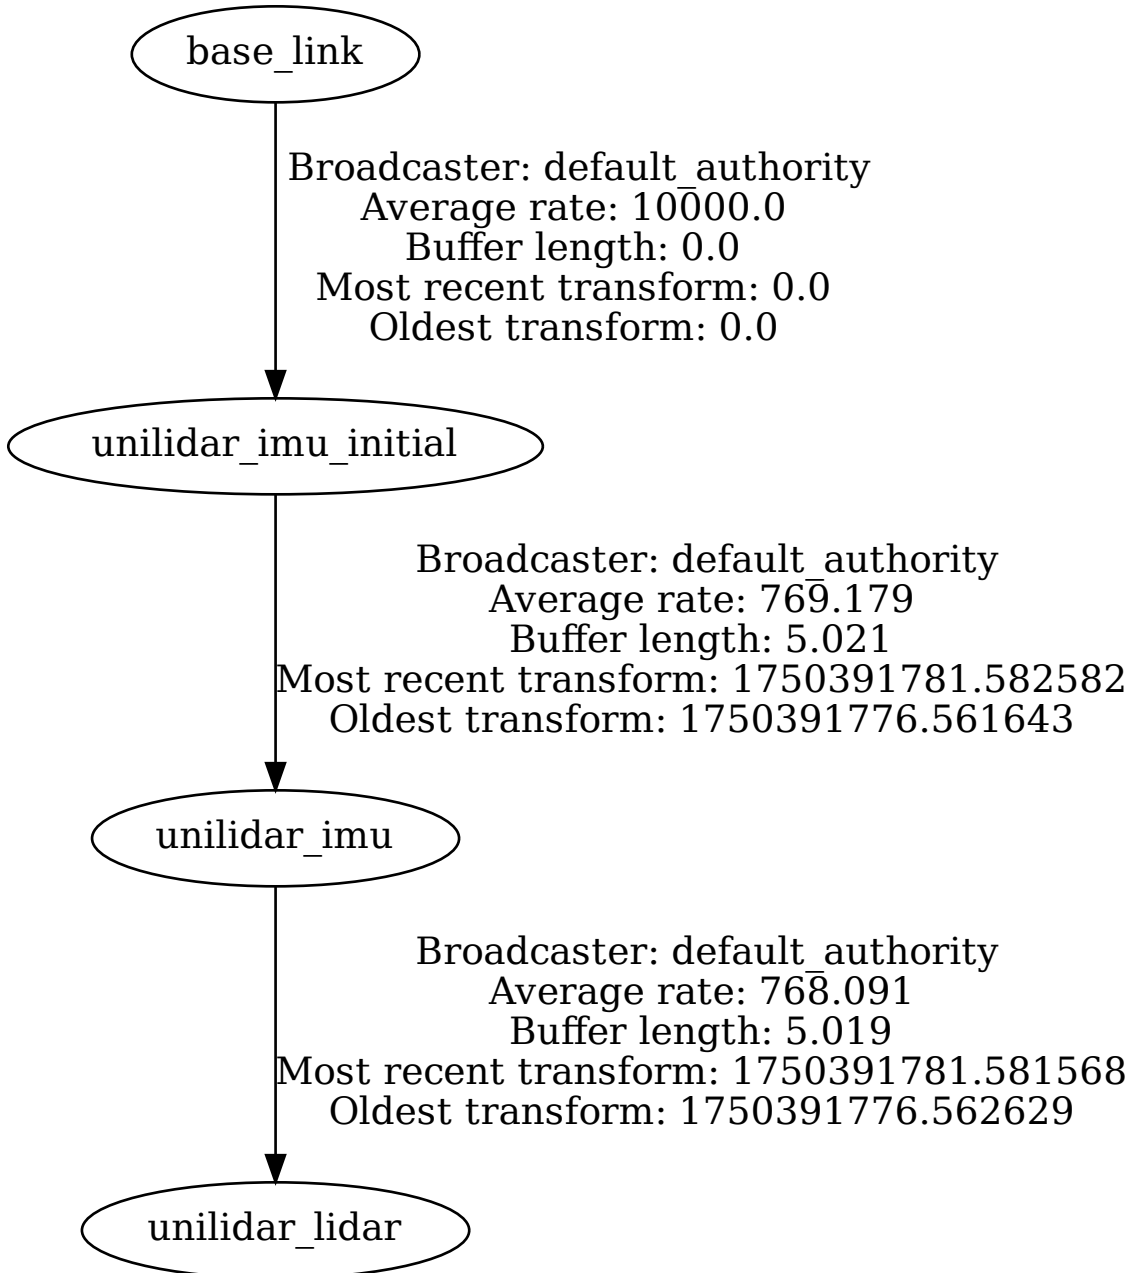 base_link
Broadcaster: default_authority
Average rate: 10000.0
Buffer length: 0.0
Most recent transform: 0.0
Oldest transform: 0.0
unilidar_imu_initial
Broadcaster: default_authority
Average rate: 769.179
Buffer length: 5.021
Most recent transform: 1750391781.582582
Oldest transform: 1750391776.561643
unilidar_imu
Broadcaster: default_authority
Average rate: 768.091
Buffer length: 5.019
Most recent transform: 1750391781.581568
Oldest transform: 1750391776.562629
unilidar_lidar